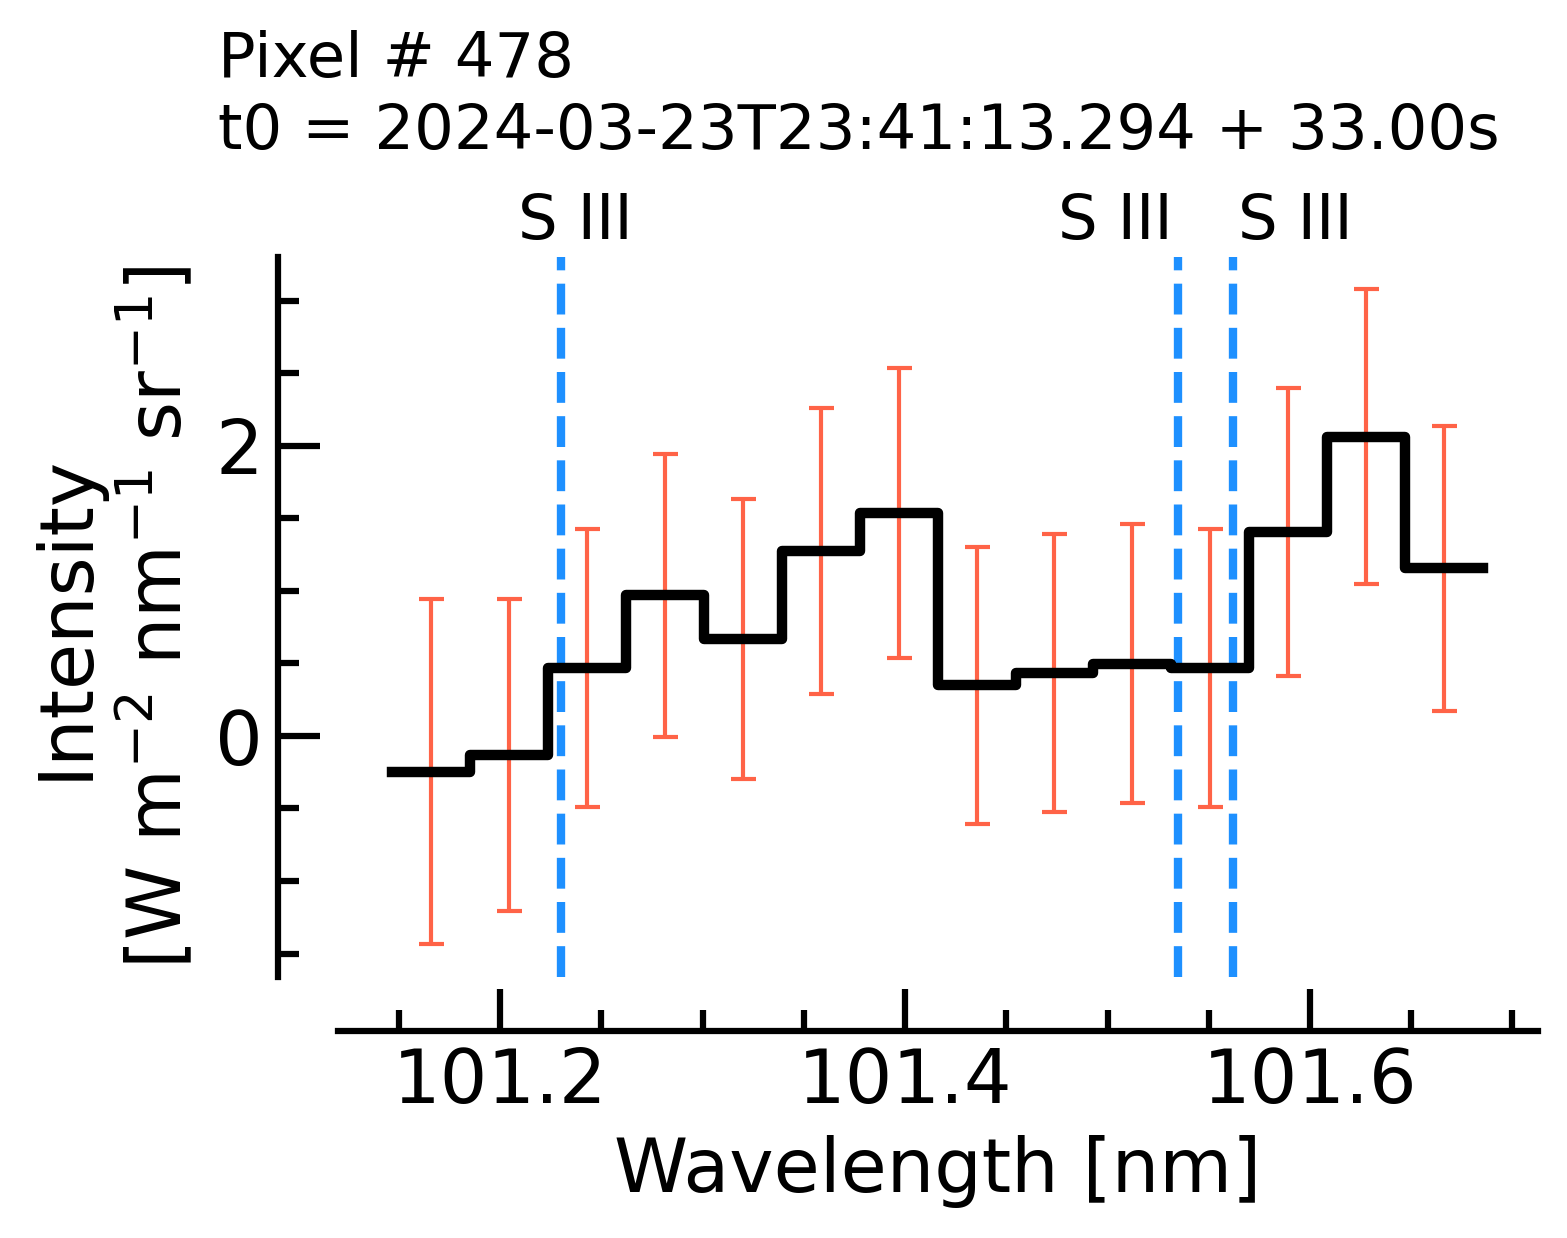 Pixel # 478
t0 = 2024-03-23T23:41:13.294 + 33.00s
S III S III S III
Intensity
[W m⁻² nm⁻¹ sr⁻¹]
2
0
101.2 101.4 101.6
Wavelength [nm]